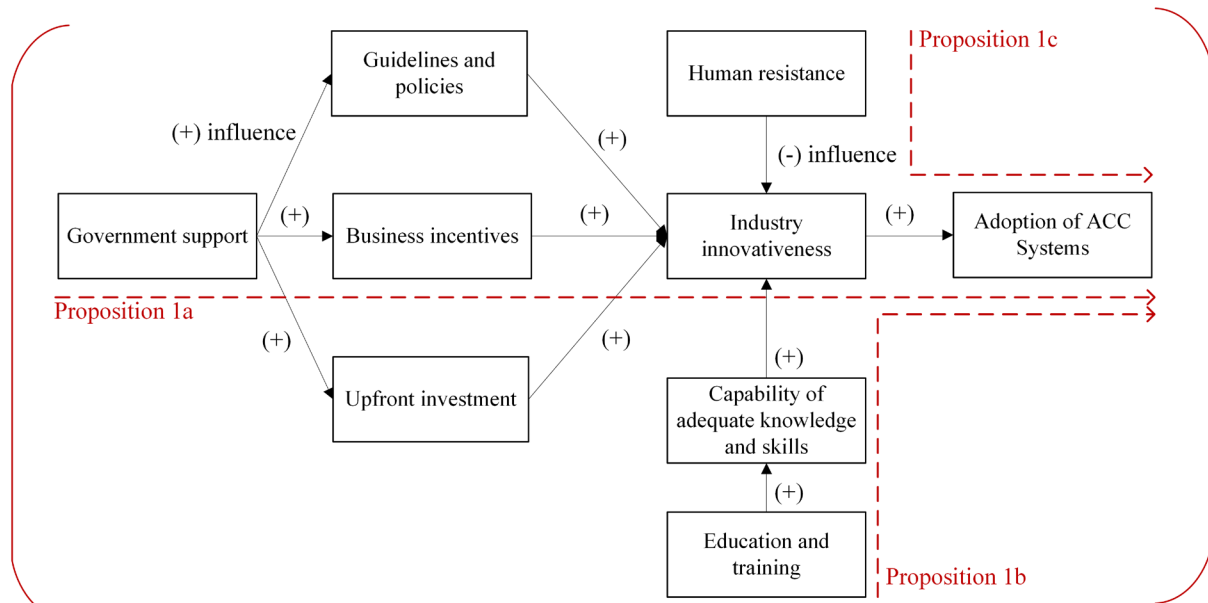 Guidelines and
policies
Human resistance
Proposition 1c
(+) influence
(+)
(-) influence
Government support
(+)
Business incentives
(+)
Industry
innovativeness
(+)
Adoption of ACC
Systems
Proposition 1a
(+)
(+)
(+)
Upfront investment
Capability of
adequate knowledge
and skills
(+)
Education and
training
Proposition 1b